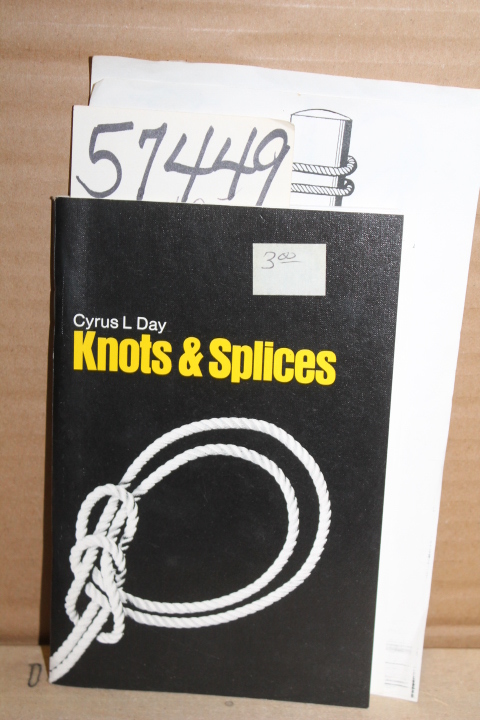 57449
3.00
Cyrus L Day
Knots & Splices
D